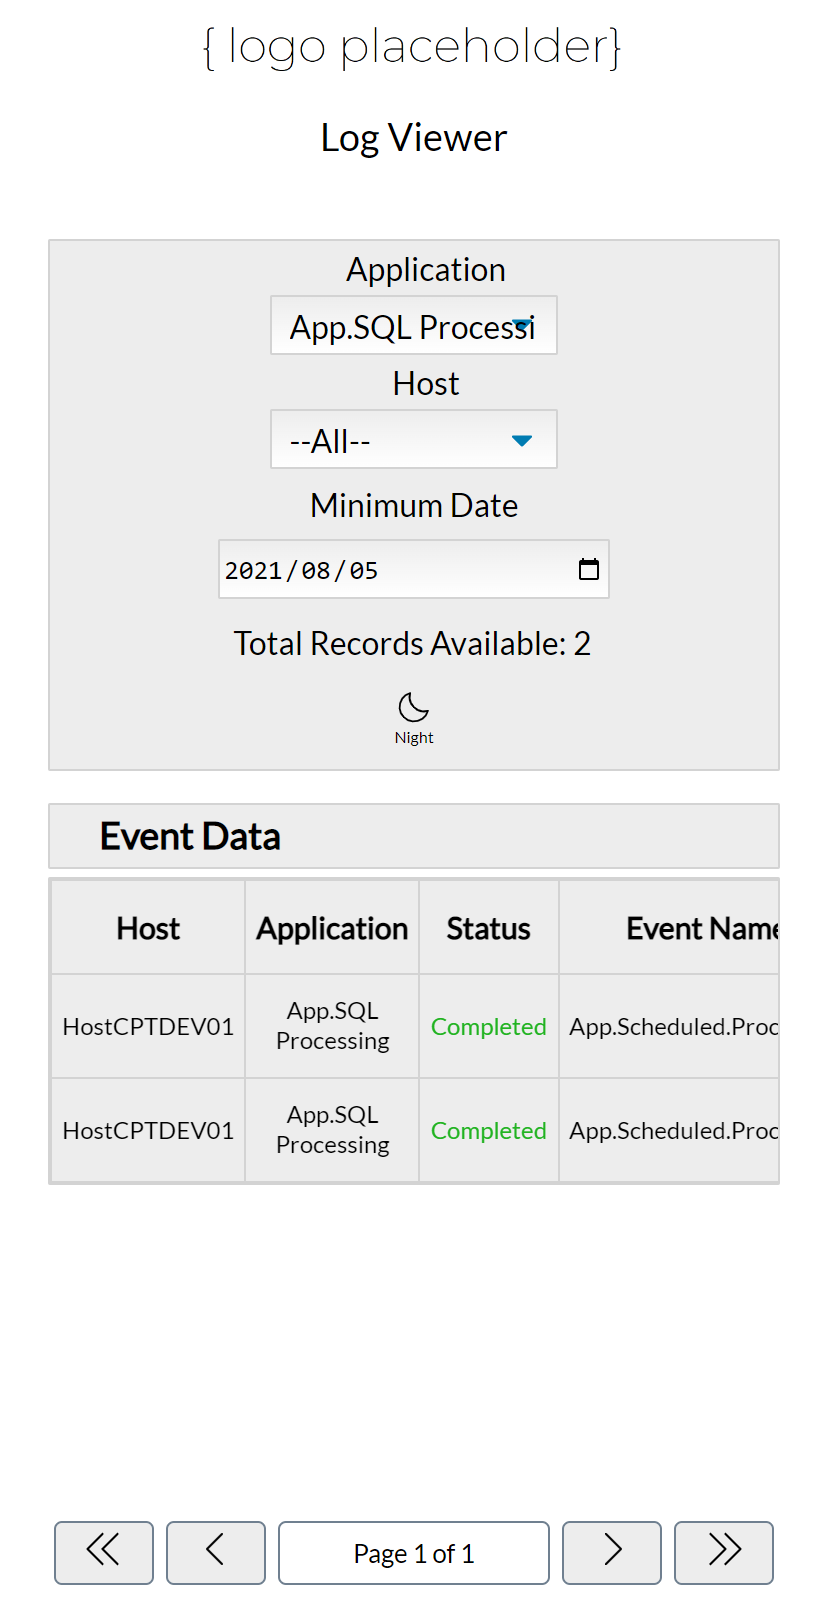 { logo placeholder}
Log Viewer
Application
App.SQL Processi
Host
--All--
Minimum Date
2021/08/05
Total Records Available: 2
Night
Event Data
Host Application Status Event Name
HostCPTDEV01 App.SQL Processing Completed App.Scheduled.Proc
HostCPTDEV01 App.SQL Processing Completed App.Scheduled.Proc
Page 1 of 1